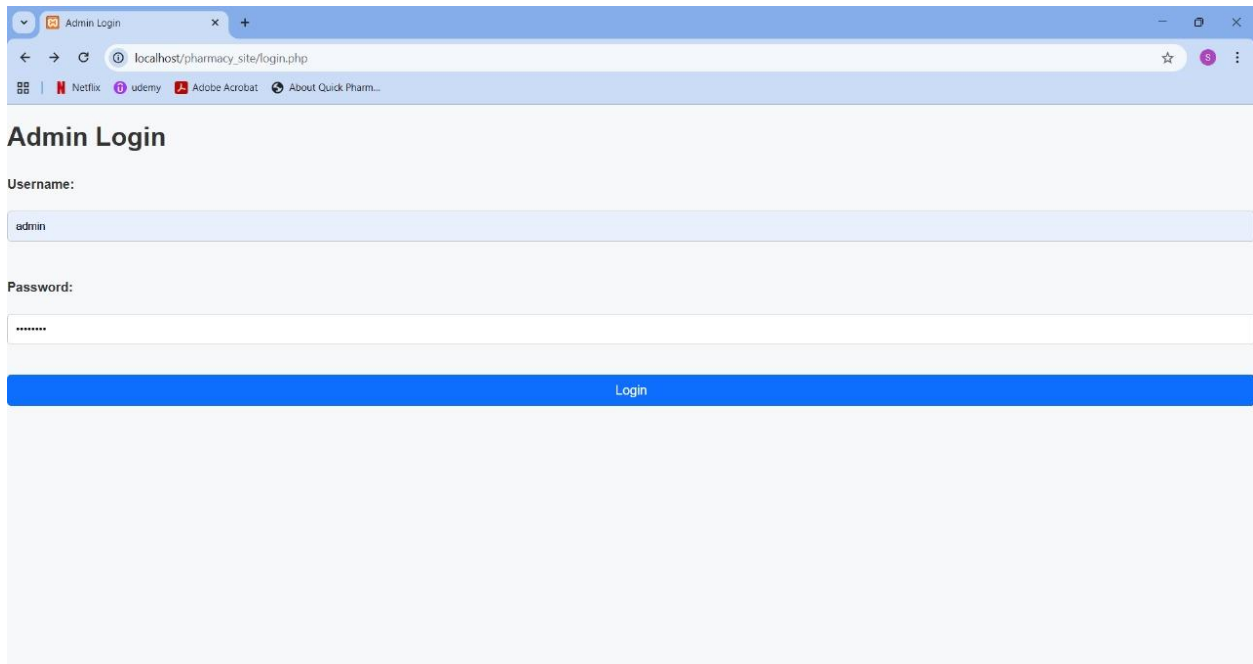 Admin Login
localhost/pharmacy_site/login.php
Netflix udemy Adobe Acrobat About Quick Pharm...
Admin Login
Username:
admin
Password:
Login